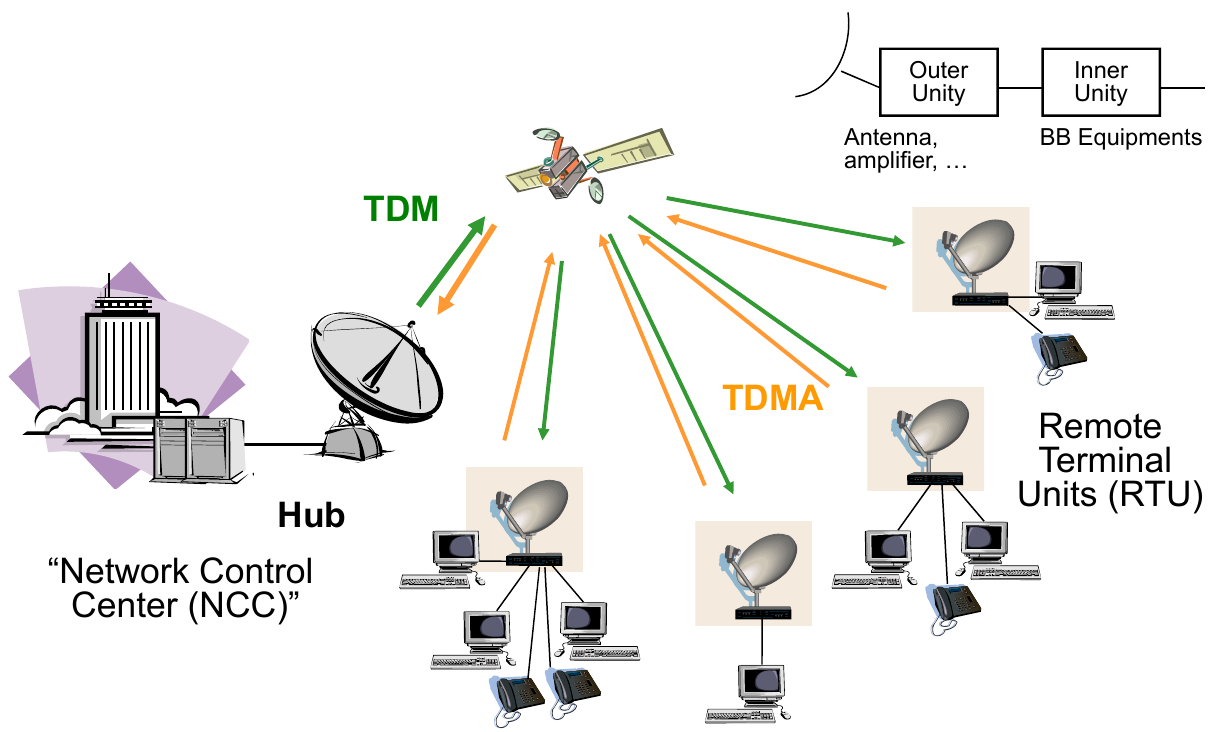 Outer
Unity
Inner
Unity
Antenna,
amplifier, …
BB Equipments
TDM
TDMA
Remote
Terminal
Units (RTU)
Hub
“Network Control
Center (NCC)”